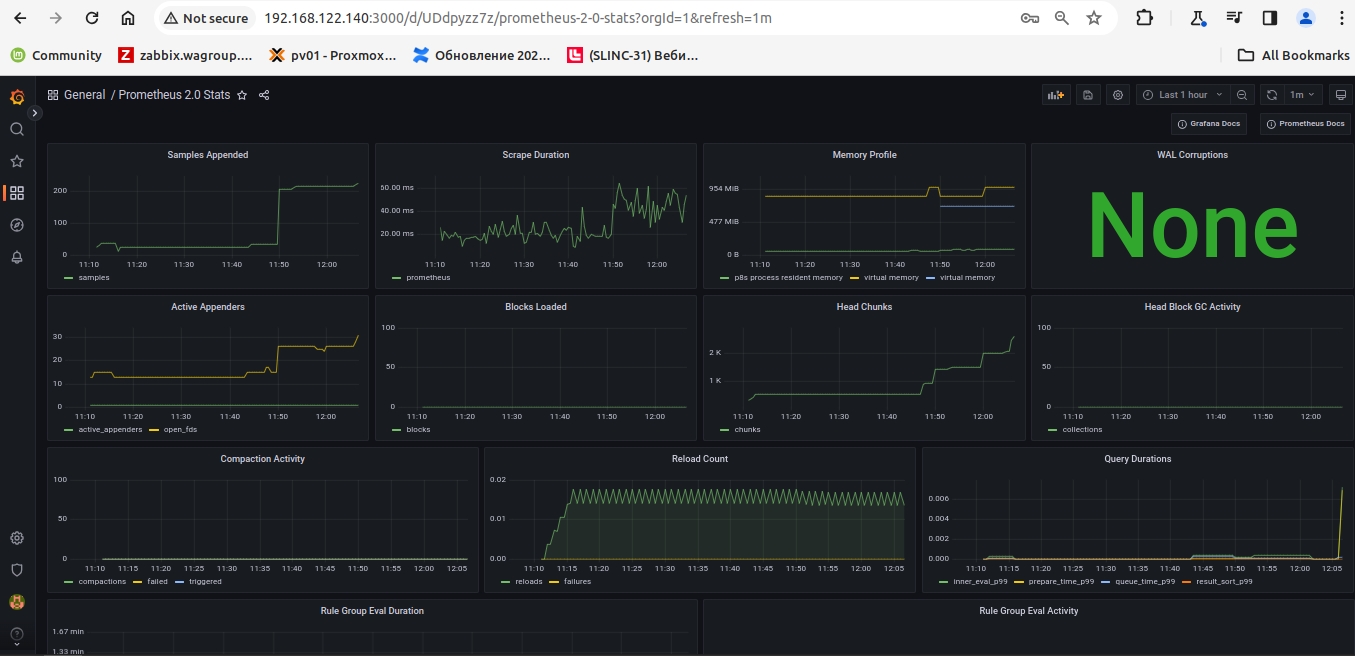 Not secure 192.168.122.140:3000/d/UDdpyzz7z/prometheus-2-0-stats?orgId=1&refresh=1m
Community zabbix.wagroup.... pv01 - Proxmox... Обновление 202... (SLINC-31) Веби... All Bookmarks
General / Prometheus 2.0 Stats Last 1 hour 1m
Grafana Docs Prometheus Docs
Samples Appended
200
100
0
11:10 11:20 11:30 11:40 11:50 12:00
samples
Scrape Duration
60.00 ms
40.00 ms
20.00 ms
11:10 11:20 11:30 11:40 11:50 12:00
prometheus
Memory Profile
954 MiB
477 MiB
0 B
11:10 11:20 11:30 11:40 11:50 12:00
p8s process resident memory virtual memory virtual memory
WAL Corruptions
None
Active Appenders
30
20
10
0
11:10 11:20 11:30 11:40 11:50 12:00
active_appenders open_fds
Blocks Loaded
100
50
0
11:10 11:20 11:30 11:40 11:50 12:00
blocks
Head Chunks
2 K
1 K
11:10 11:20 11:30 11:40 11:50 12:00
chunks
Head Block GC Activity
100
50
0
11:10 11:20 11:30 11:40 11:50 12:00
collections
Compaction Activity
100
50
0
11:10 11:15 11:20 11:25 11:30 11:35 11:40 11:45 11:50 11:55 12:00 12:05
compactions failed triggered
Reload Count
0.02
0.01
0.00
11:10 11:15 11:20 11:25 11:30 11:35 11:40 11:45 11:50 11:55 12:00 12:05
reloads failures
Query Durations
0.006
0.004
0.002
0.000
11:10 11:15 11:20 11:25 11:30 11:35 11:40 11:45 11:50 11:55 12:00 12:05
inner_eval_p99 prepare_time_p99 queue_time_p99 result_sort_p99
Rule Group Eval Duration
1.67 min
1.33 min
Rule Group Eval Activity